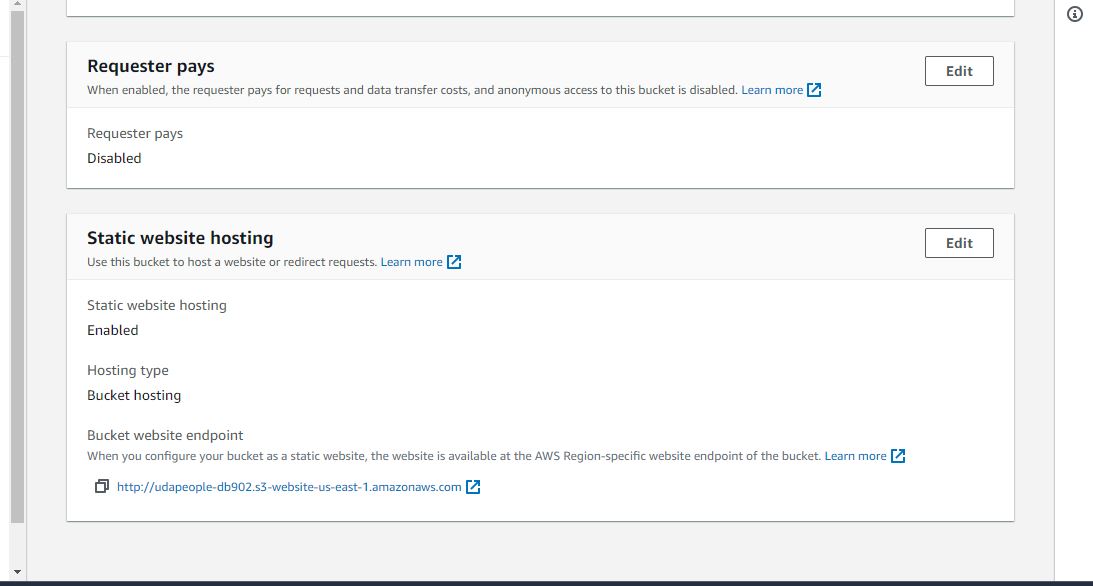 Requester pays
Edit
When enabled, the requester pays for requests and data transfer costs, and anonymous access to this bucket is disabled. Learn more
Requester pays
Disabled
Static website hosting
Edit
Use this bucket to host a website or redirect requests. Learn more
Static website hosting
Enabled
Hosting type
Bucket hosting
Bucket website endpoint
When you configure your bucket as a static website, the website is available at the AWS Region-specific website endpoint of the bucket. Learn more
http://udapeople-db902.s3-website-us-east-1.amazonaws.com